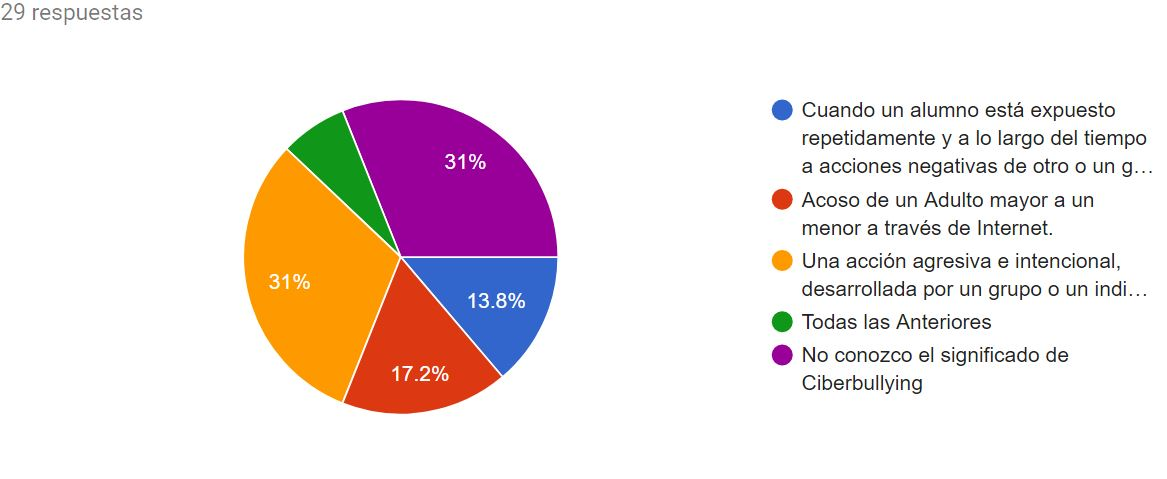 29 respuestas
31%
31%
13.8%
17.2%
Cuando un alumno está expuesto
repetidamente y a lo largo del tiempo
a acciones negativas de otro o un g…
Acoso de un Adulto mayor a un
menor a través de Internet.
Una acción agresiva e intencional,
desarrollada por un grupo o un indi…
Todas las Anteriores
No conozco el significado de
Ciberbullying